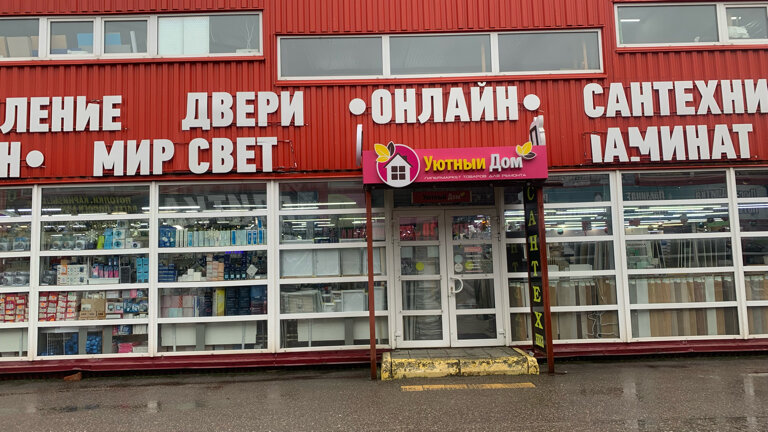 ЛЕНИЕ ДВЕРИ •ОНЛАЙН• САНТЕХНИ
Н• МИР СВЕТ ЛАМИНАТ
Уютный Дом
ГИПЕРМАРКЕТ ТОВАРОВ ДЛЯ РЕМОНТА
САНТЕХ